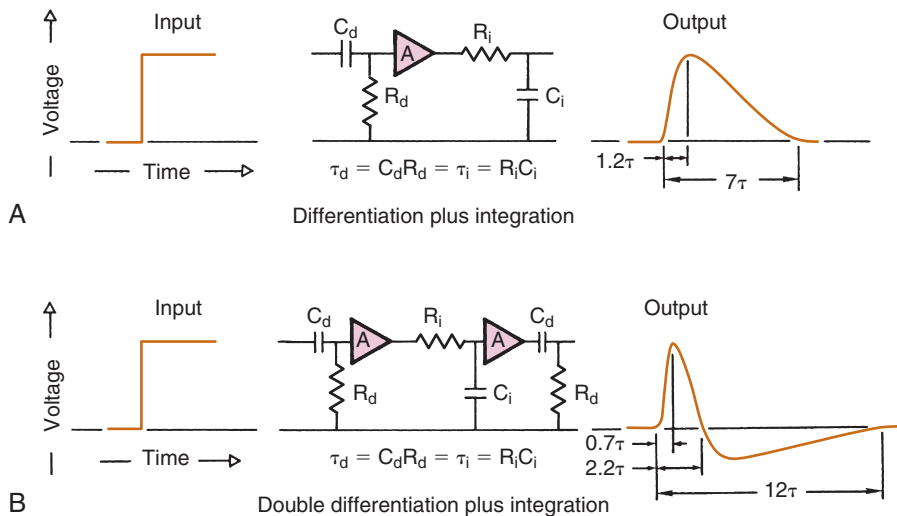 Input
Output
Voltage
Time
C_d
A
R_i
R_d
C_i
1.2τ
7τ
τ_d = C_dR_d = τ_i = R_iC_i
A
Differentiation plus integration
Input
Output
Voltage
Time
C_d
A
R_i
A
C_d
R_d
C_i
R_d
0.7τ
2.2τ
12τ
τ_d = C_dR_d = τ_i = R_iC_i
B
Double differentiation plus integration